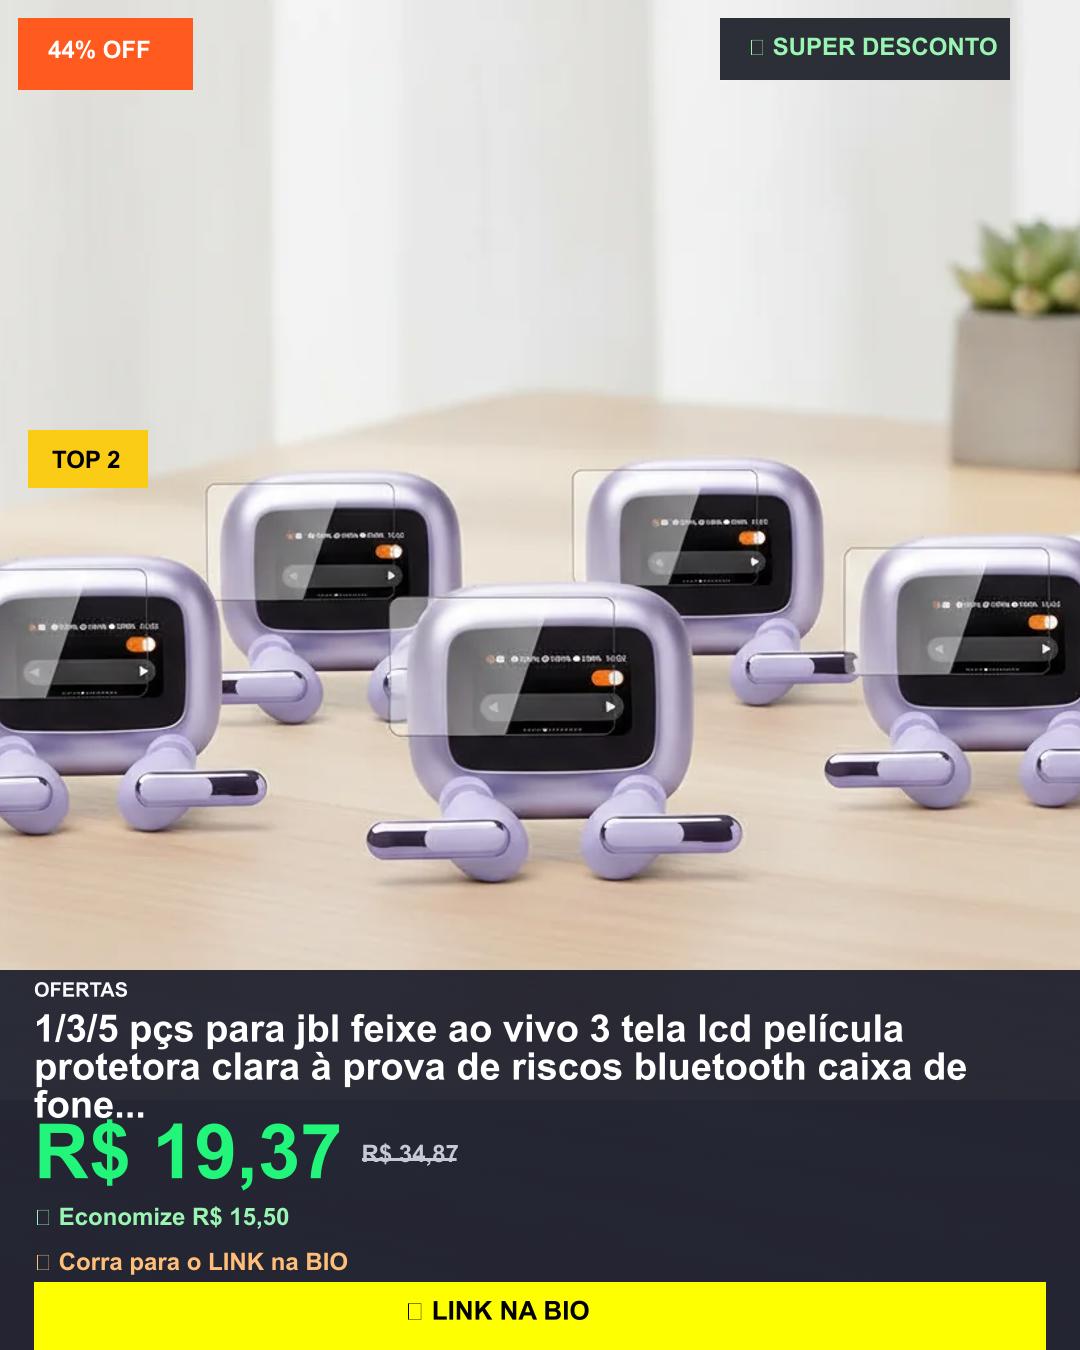 44% OFF
SUPER DESCONTO
TOP 2
OFERTAS
1/3/5 pçs para jbl feixe ao vivo 3 tela lcd película
protetora clara à prova de riscos bluetooth caixa de
fone...
R$ 19,37 R$ 34,87
Economize R$ 15,50
Corra para o LINK na BIO
LINK NA BIO